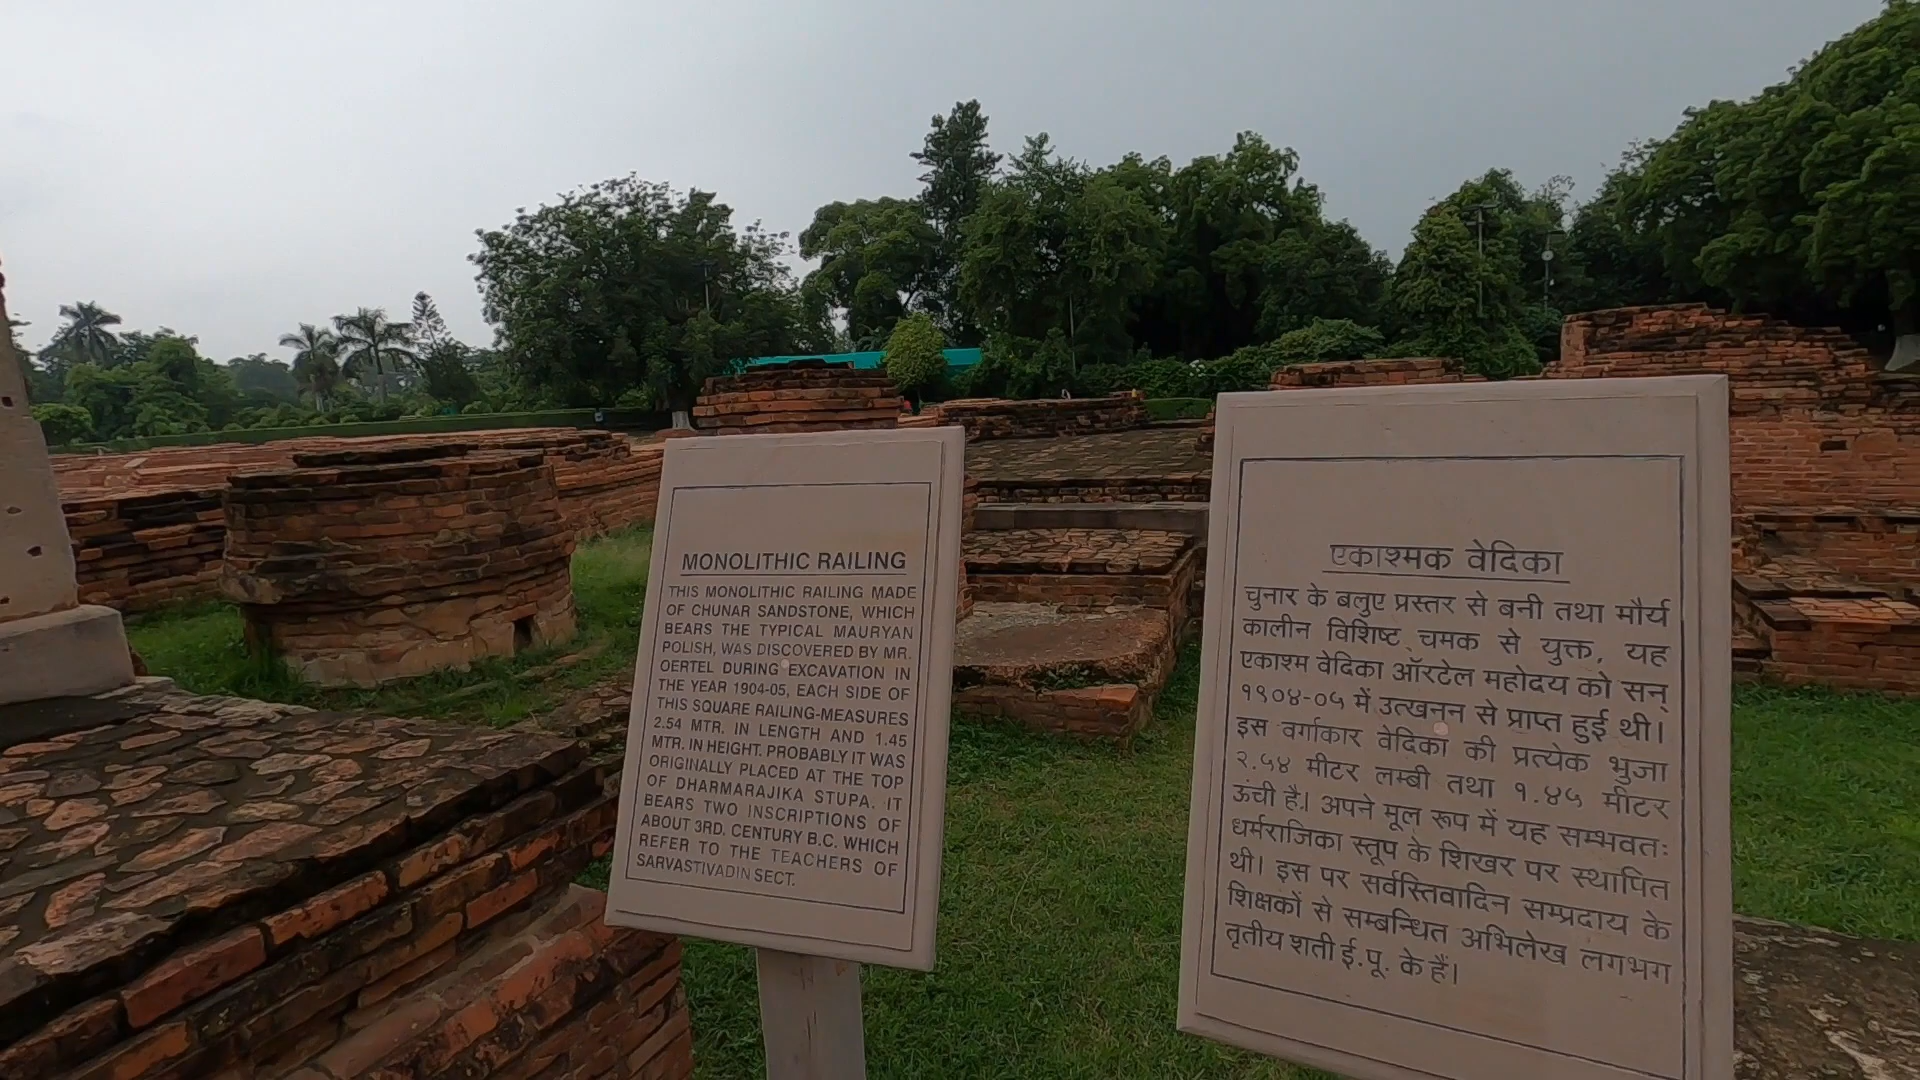 MONOLITHIC RAILING
THIS MONOLITHIC RAILING MADE
OF CHUNAR SANDSTONE, WHICH
BEARS THE TYPICAL MAURYAN
POLISH, WAS DISCOVERED BY MR.
OERTEL DURING EXCAVATION IN
THE YEAR 1904-05, EACH SIDE OF
THIS SQUARE RAILING-MEASURES
2.54 MTR. IN LENGTH AND 1.45
MTR. IN HEIGHT. PROBABLY IT WAS
ORIGINALLY PLACED AT THE TOP
OF DHARMARAJIKA STUPA. IT
BEARS TWO INSCRIPTIONS OF
ABOUT 3RD. CENTURY B.C. WHICH
REFER TO THE TEACHERS OF
SARVASTIVADIN SECT.
एकाश्मक वेदिका
चुनार के बलुए प्रस्तर से बनी तथा मौर्य
कालीन विशिष्ट चमक से युक्त, यह
एकाश्म वेदिका ऑरटेल महोदय को सन्
१९०४-०५ में उत्खनन से प्राप्त हुई थी।
इस वर्गाकार वेदिका की प्रत्येक भुजा
२.५४ मीटर लम्बी तथा १.४५ मीटर
ऊंची है। अपने मूल रूप में यह सम्भवतः
धर्मराजिका स्तूप के शिखर पर स्थापित
थी। इस पर सर्वस्तिवादिन सम्प्रदाय के
शिक्षकों से सम्बन्धित अभिलेख लगभग
तृतीय शती ई.पू. के हैं।